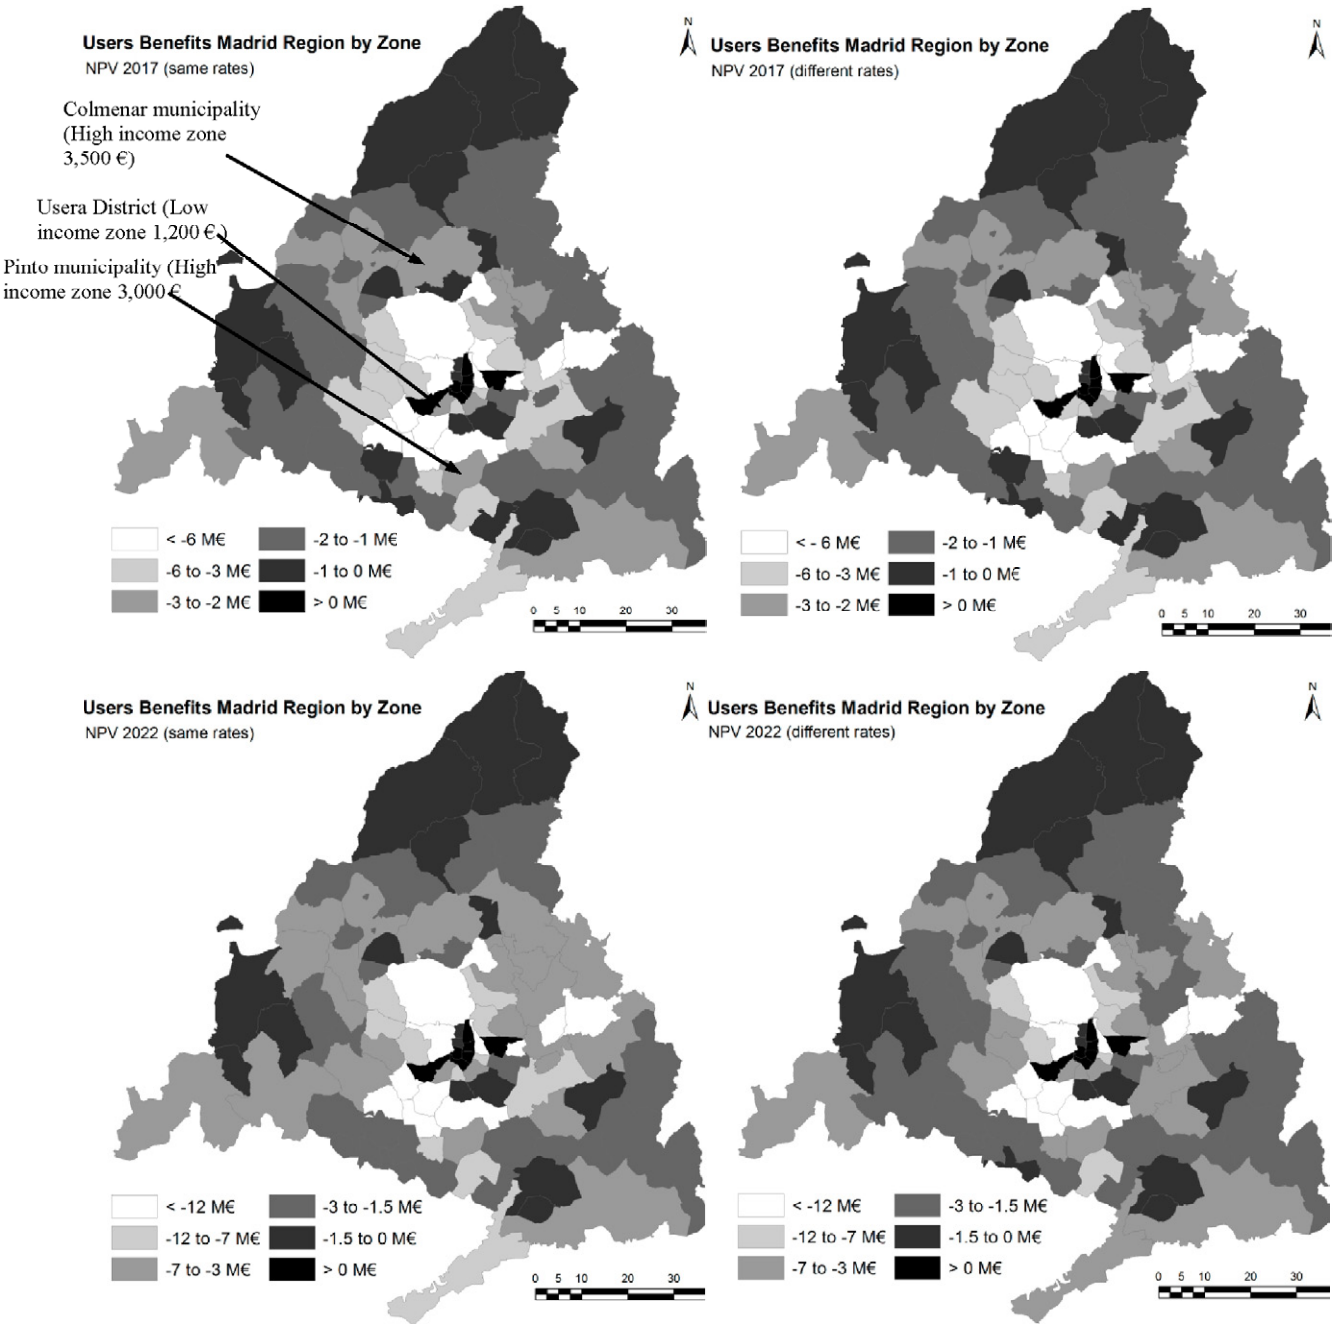 Users Benefits Madrid Region by Zone
NPV 2017 (same rates)
N
Colmenar municipality
(High income zone
3,500 €)
Usera District (Low
income zone 1,200 €)
Pinto municipality (High
income zone 3,000 €
< -6 M€
-2 to -1 M€
-6 to -3 M€
-1 to 0 M€
-3 to -2 M€
> 0 M€
0 5 10 20 30
Users Benefits Madrid Region by Zone
NPV 2017 (different rates)
N
< - 6 M€
-2 to -1 M€
-6 to -3 M€
-1 to 0 M€
-3 to -2 M€
> 0 M€
0 5 10 20 30
Users Benefits Madrid Region by Zone
NPV 2022 (same rates)
N
< -12 M€
-3 to -1.5 M€
-12 to -7 M€
-1.5 to 0 M€
-7 to -3 M€
> 0 M€
0 5 10 20 30
Users Benefits Madrid Region by Zone
NPV 2022 (different rates)
N
< -12 M€
-3 to -1.5 M€
-12 to -7 M€
-1.5 to 0 M€
-7 to -3 M€
> 0 M€
0 5 10 20 30